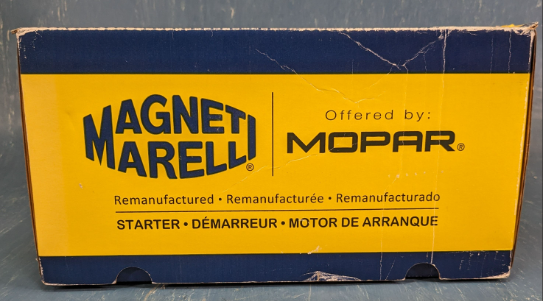 MAGNETI
MARELLI®
Offered by:
MOPAR®
Remanufactured • Remanufacturée • Remanufacturado
STARTER • DÉMARREUR • MOTOR DE ARRANQUE